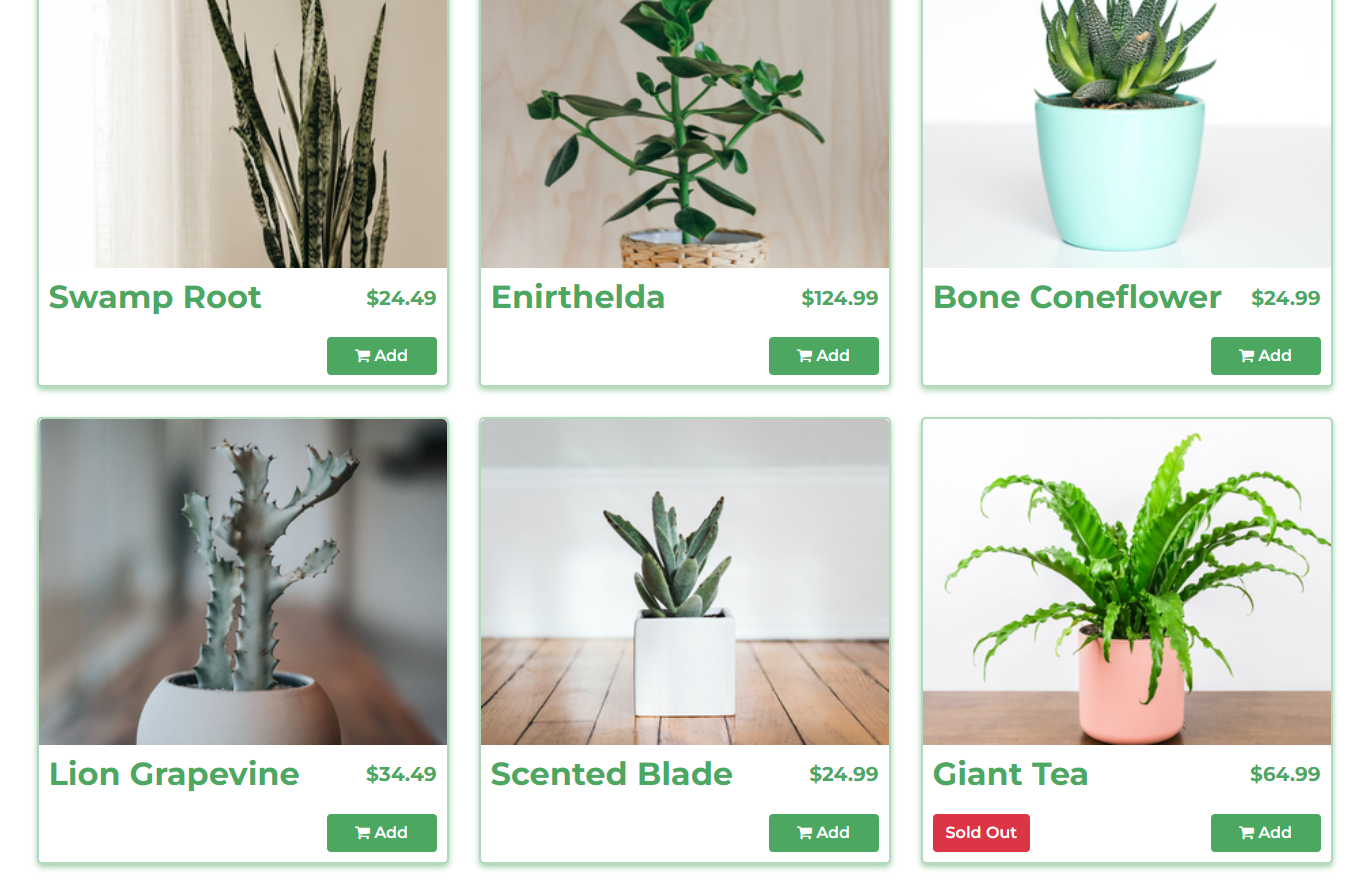 Swamp Root $24.49
Add
Enirthelda $124.99
Add
Bone Coneflower $24.99
Add
Lion Grapevine $34.49
Add
Scented Blade $24.99
Add
Giant Tea $64.99
Sold Out Add